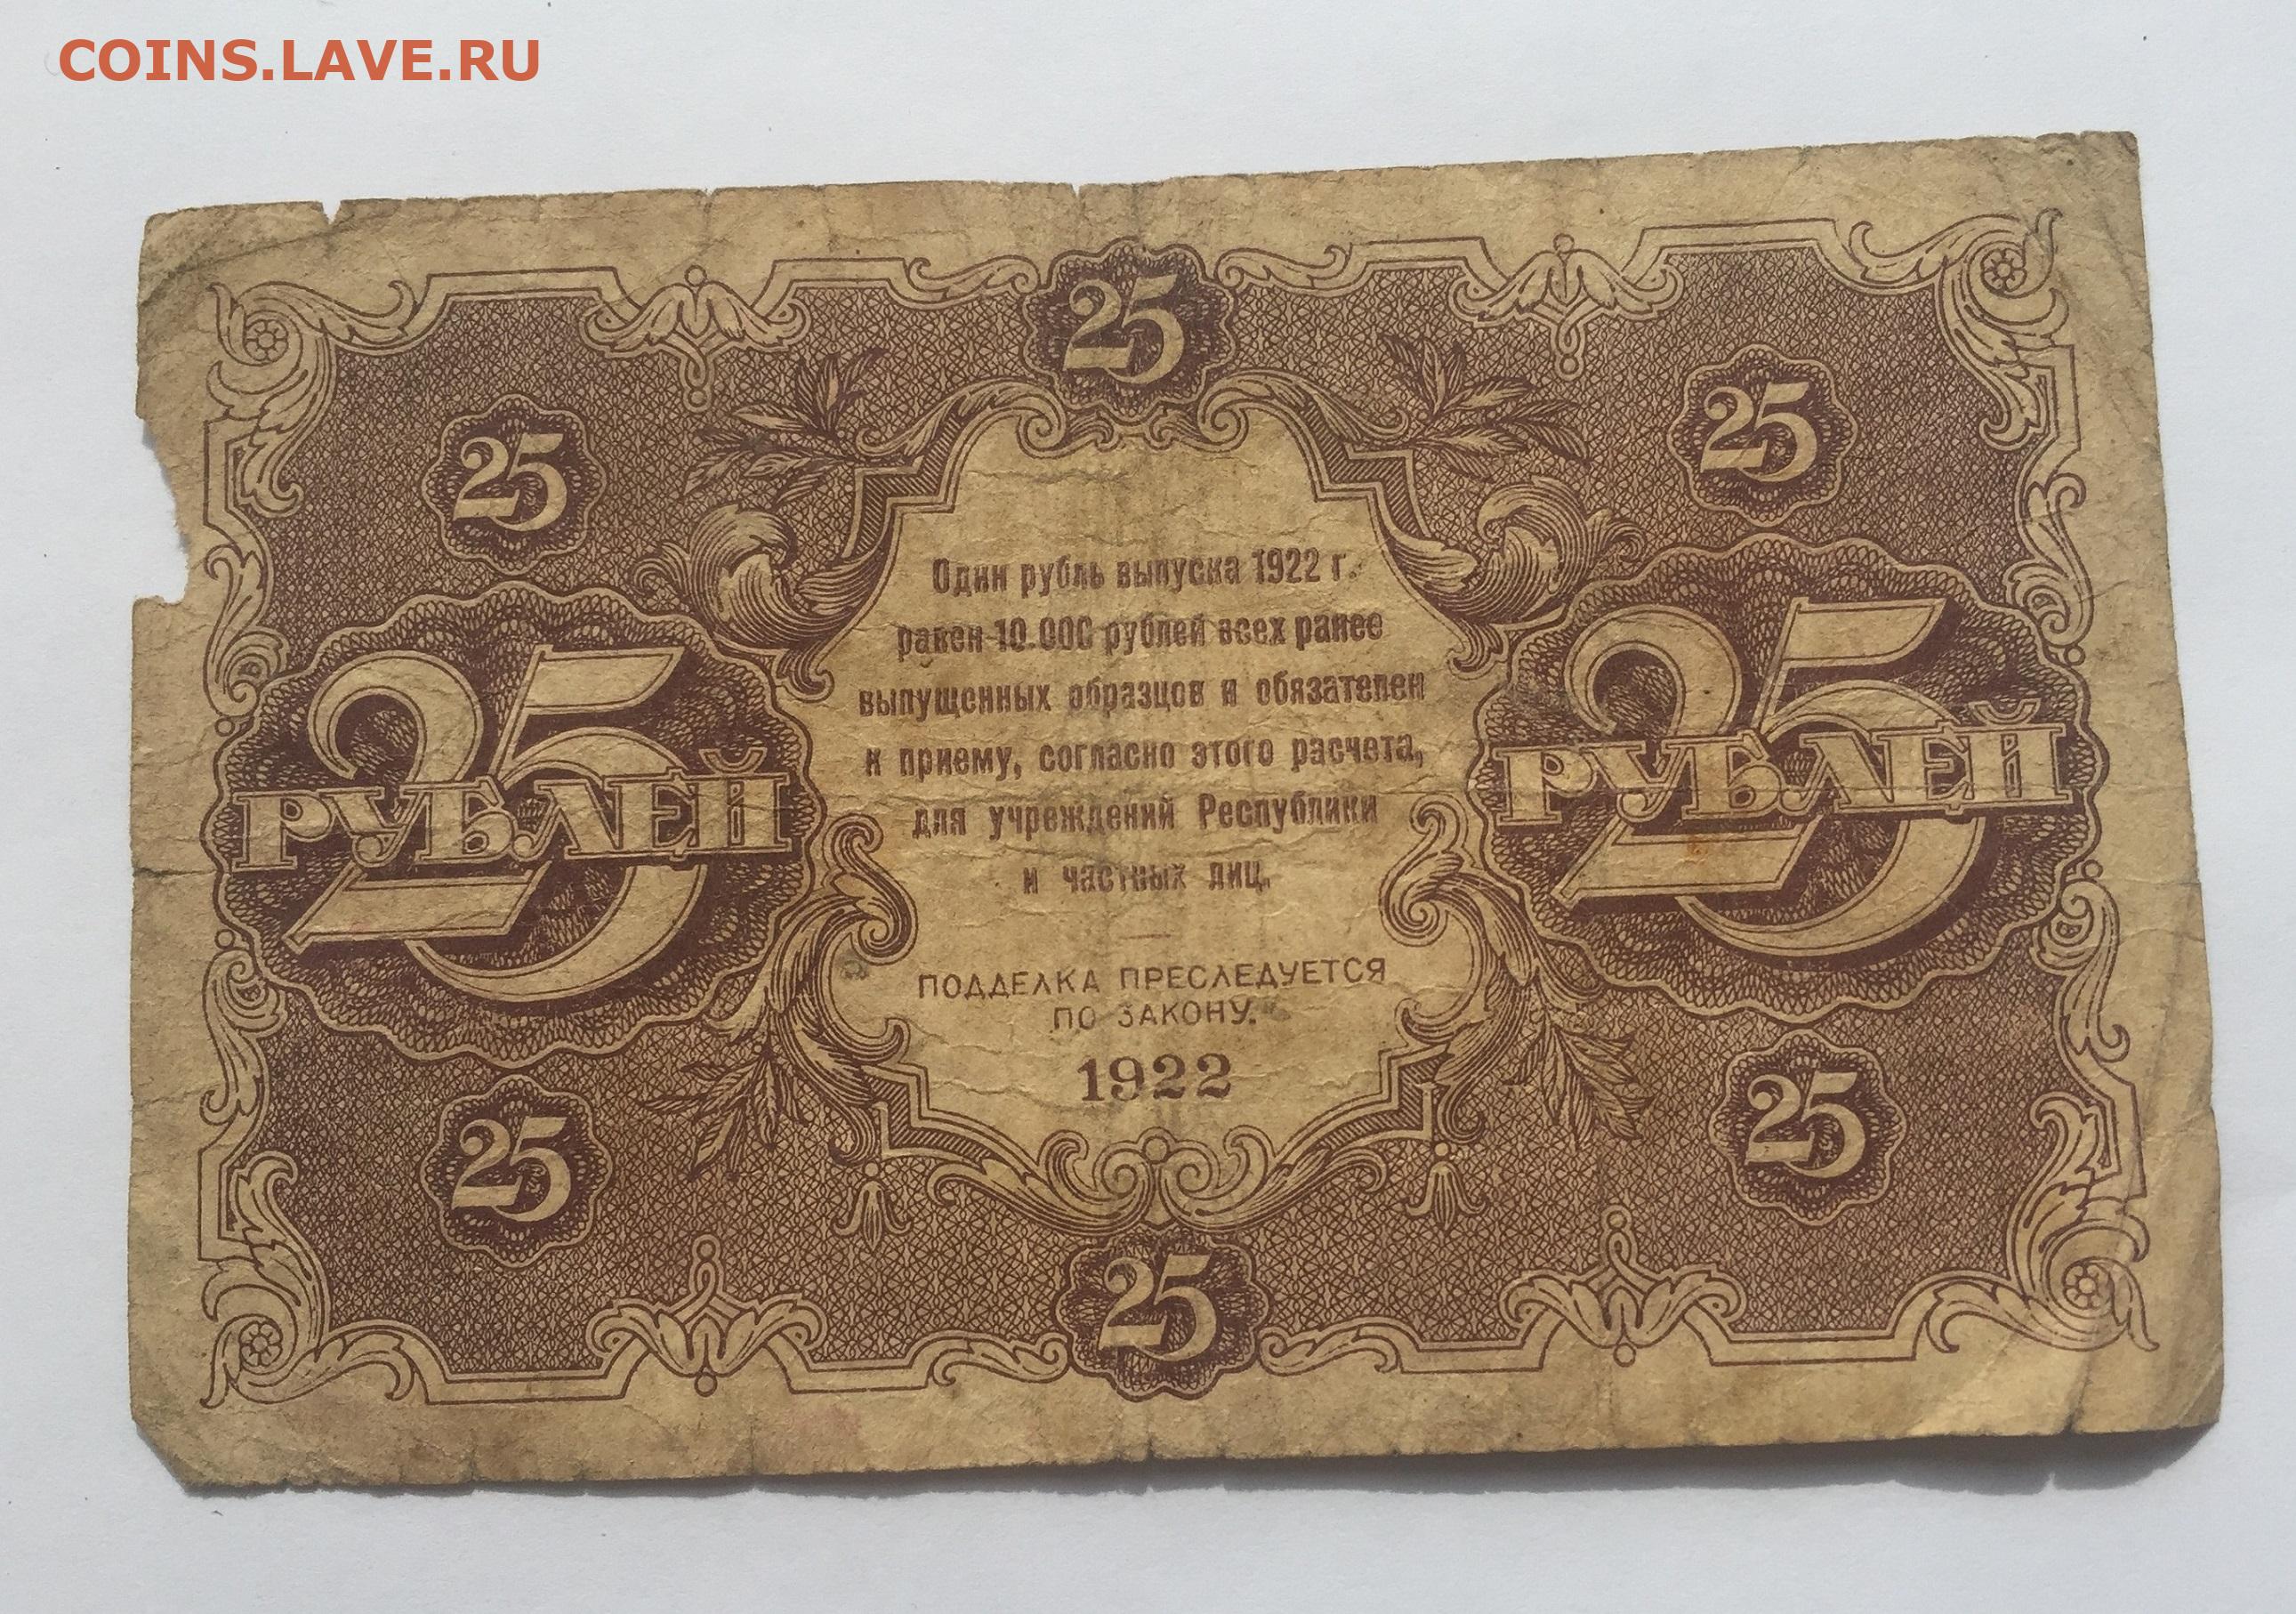 COINS.LAVE.RU
25
25
25
Один рубль выпуска 1922 г.
равен 10.000 рублей всех ранее
выпущенных образцов и обязателен
к приему, согласно этого расчета,
для учреждений Республики
и частных лиц.
25
РУБЛЕЙ
25
РУБЛЕЙ
ПОДДЕЛКА ПРЕСЛЕДУЕТСЯ
ПО ЗАКОНУ.
1922
25
25
25